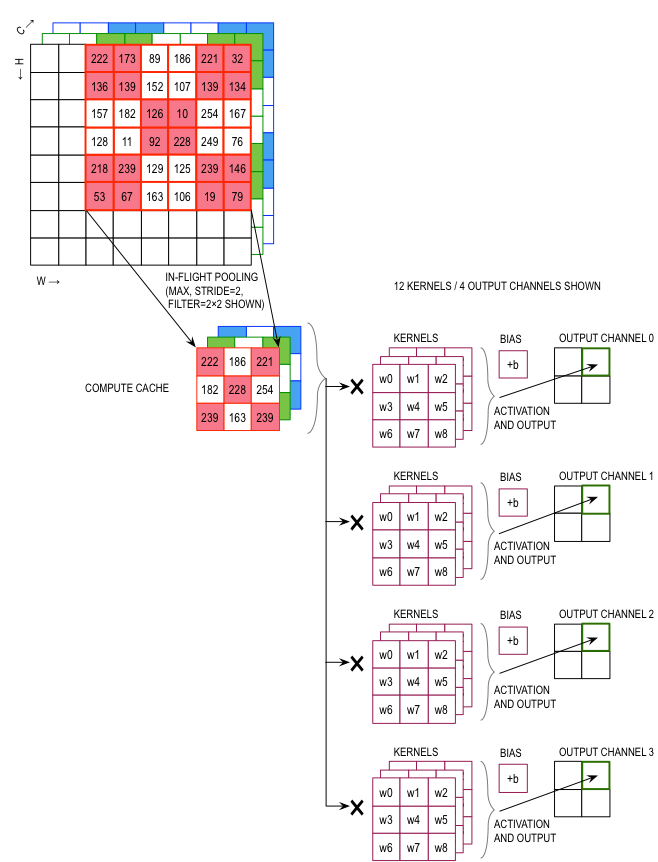 C →
← H
222 173 89 186 221 32
136 139 152 107 139 134
157 182 126 10 254 167
128 11 92 228 249 76
218 239 129 125 239 146
53 67 163 106 19 79
W →
IN-FLIGHT POOLING
(MAX, STRIDE=2,
FILTER=2×2 SHOWN)
12 KERNELS / 4 OUTPUT CHANNELS SHOWN
COMPUTE CACHE
222 186 221
182 228 254
239 163 239
KERNELS
BIAS
OUTPUT CHANNEL 0
w0 w1 w2
w3 w4 w5
w6 w7 w8
+b
ACTIVATION
AND OUTPUT
KERNELS
BIAS
OUTPUT CHANNEL 1
w0 w1 w2
w3 w4 w5
w6 w7 w8
+b
ACTIVATION
AND OUTPUT
KERNELS
BIAS
OUTPUT CHANNEL 2
w0 w1 w2
w3 w4 w5
w6 w7 w8
+b
ACTIVATION
AND OUTPUT
KERNELS
BIAS
OUTPUT CHANNEL 3
w0 w1 w2
w3 w4 w5
w6 w7 w8
+b
ACTIVATION
AND OUTPUT